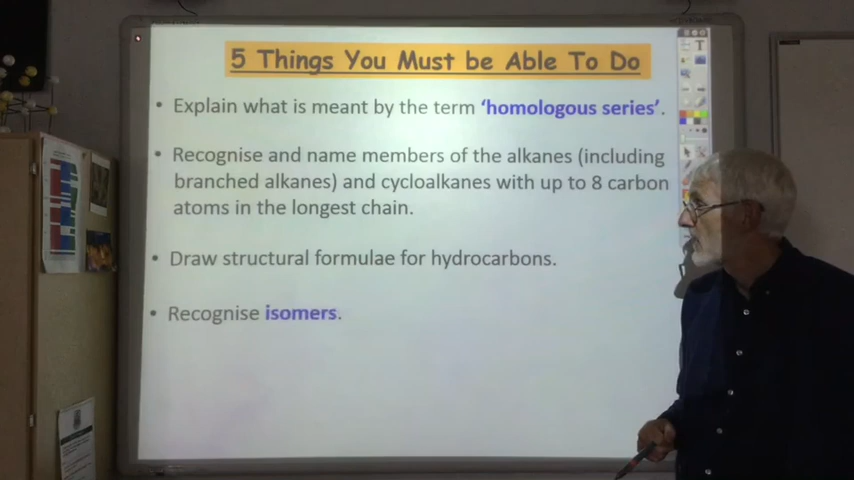 5 Things You Must be Able To Do
• Explain what is meant by the term ‘homologous series’.
• Recognise and name members of the alkanes (including
branched alkanes) and cycloalkanes with up to 8 carbon
atoms in the longest chain.
• Draw structural formulae for hydrocarbons.
• Recognise isomers.